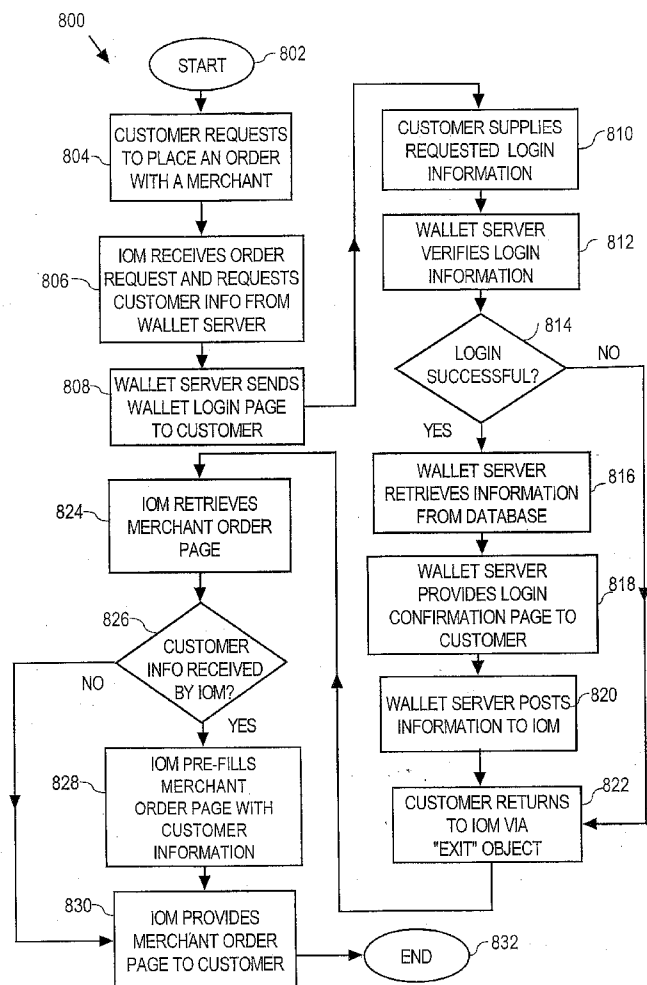 800
START
802
CUSTOMER REQUESTS
TO PLACE AN ORDER
WITH A MERCHANT
804
IOM RECEIVES ORDER
REQUEST AND REQUESTS
CUSTOMER INFO FROM
WALLET SERVER
806
WALLET SERVER SENDS
WALLET LOGIN PAGE
TO CUSTOMER
808
CUSTOMER SUPPLIES
REQUESTED LOGIN
INFORMATION
810
WALLET SERVER
VERIFIES LOGIN
INFORMATION
812
814
LOGIN
SUCCESSFUL?
NO
YES
WALLET SERVER
RETRIEVES INFORMATION
FROM DATABASE
816
WALLET SERVER
PROVIDES LOGIN
CONFIRMATION PAGE TO
CUSTOMER
818
WALLET SERVER POSTS
INFORMATION TO IOM
820
CUSTOMER RETURNS
TO IOM VIA
"EXIT" OBJECT
822
IOM RETRIEVES
MERCHANT ORDER
PAGE
824
826
CUSTOMER
INFO RECEIVED
BY IOM?
NO
YES
IOM PRE-FILLS
MERCHANT
ORDER PAGE WITH
CUSTOMER
INFORMATION
828
IOM PROVIDES
MERCHANT ORDER
PAGE TO CUSTOMER
830
END
832